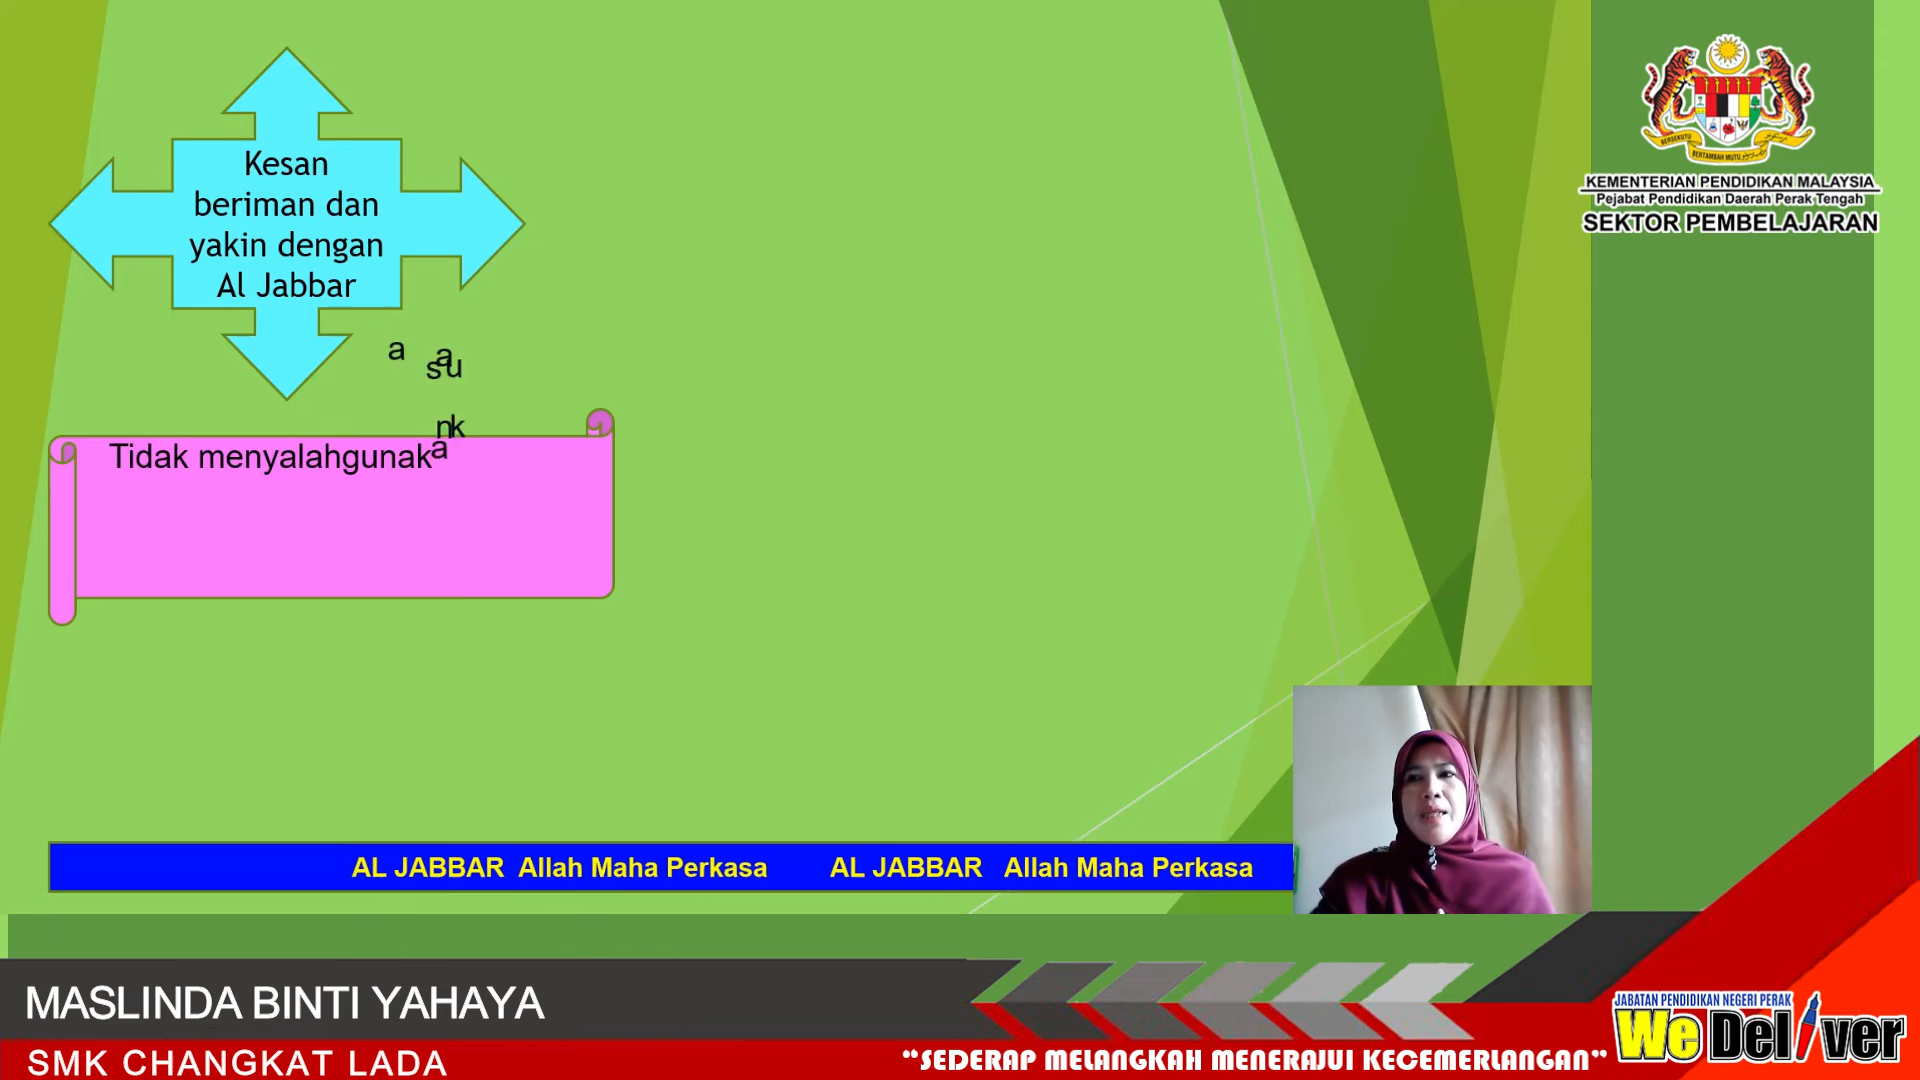 Kesan
beriman dan
yakin dengan
Al Jabbar
Tidak menyalahgunak
AL JABBAR Allah Maha Perkasa AL JABBAR Allah Maha Perkasa
KEMENTERIAN PENDIDIKAN MALAYSIA
Pejabat Pendidikan Daerah Perak Tengah
SEKTOR PEMBELAJARAN
MASLINDA BINTI YAHAYA
SMK CHANGKAT LADA
"SEDERAP MELANGKAH MENERAJUI KECEMERLANGAN"
JABATAN PENDIDIKAN NEGERI PERAK
We Deliver